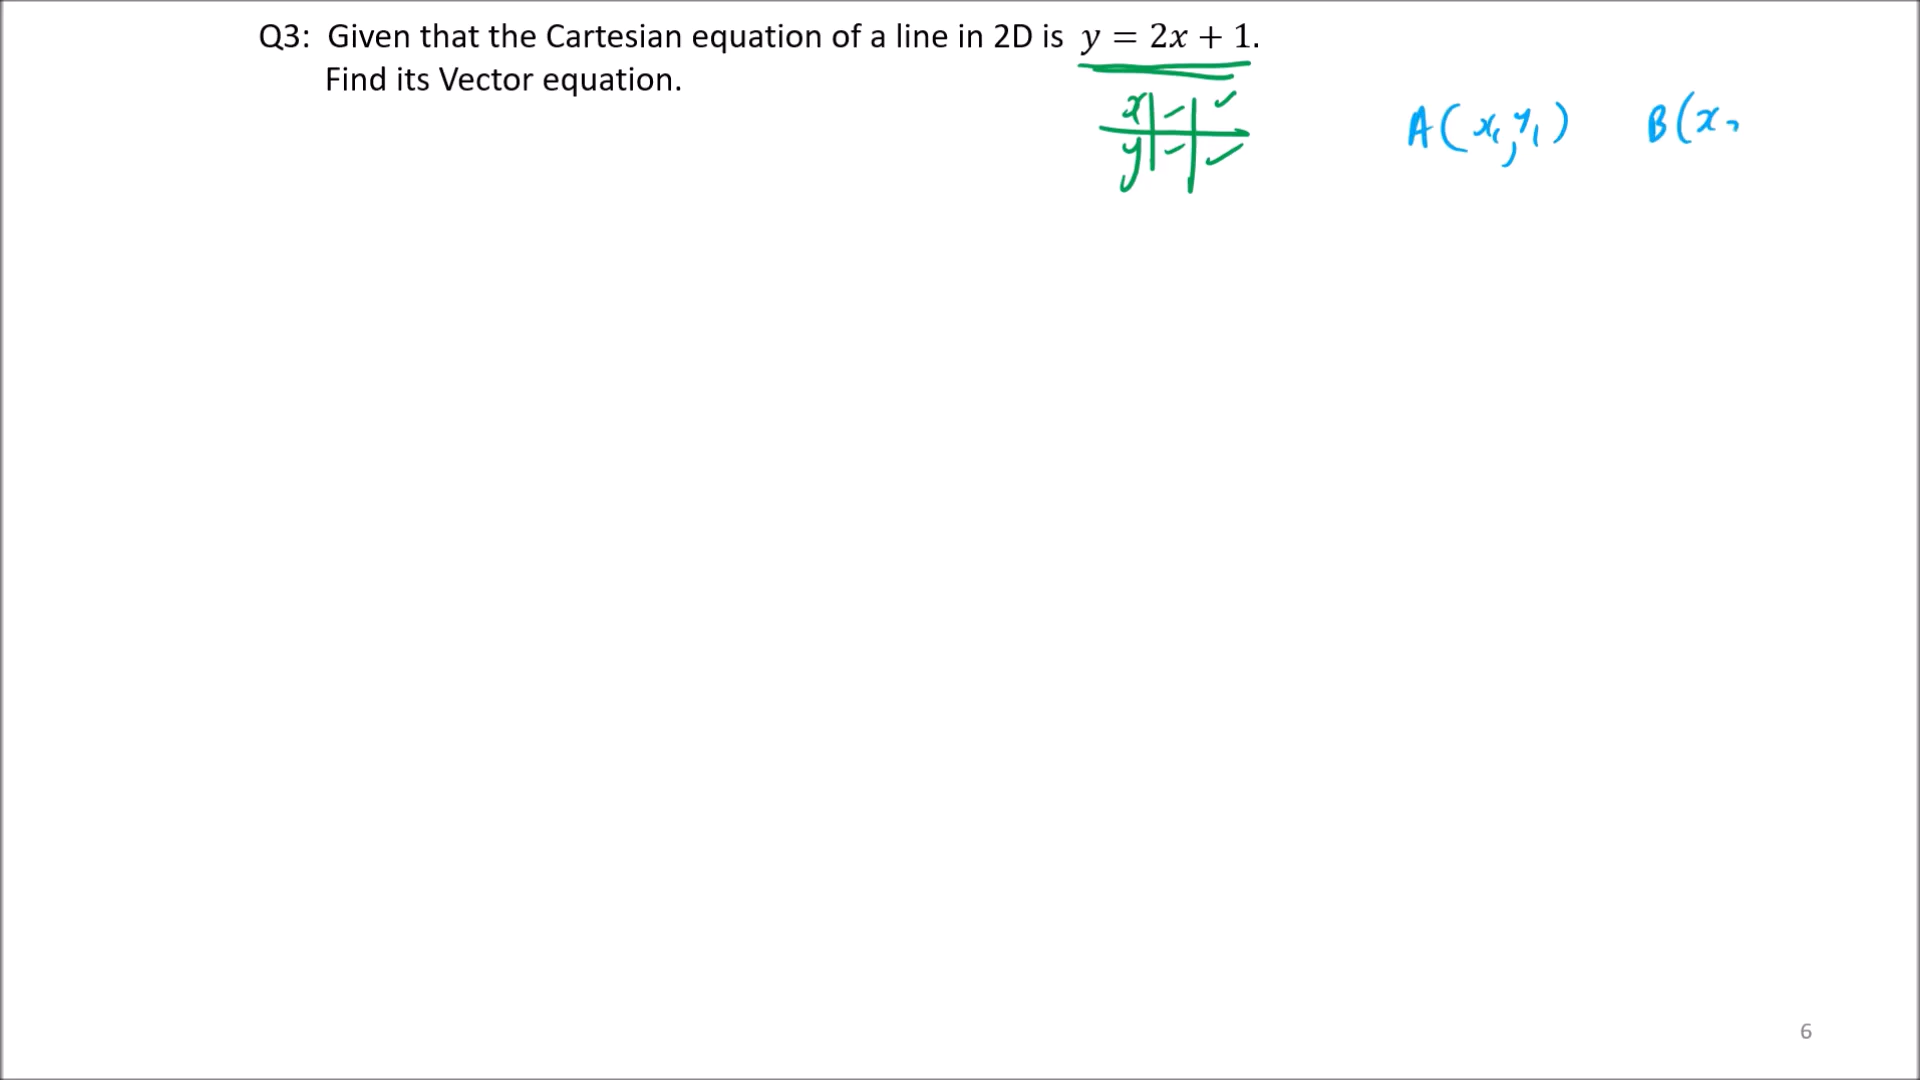 Q3: Given that the Cartesian equation of a line in 2D is y = 2x + 1.
Find its Vector equation.
x
y
A(x₁, y₁) B(x₂
6